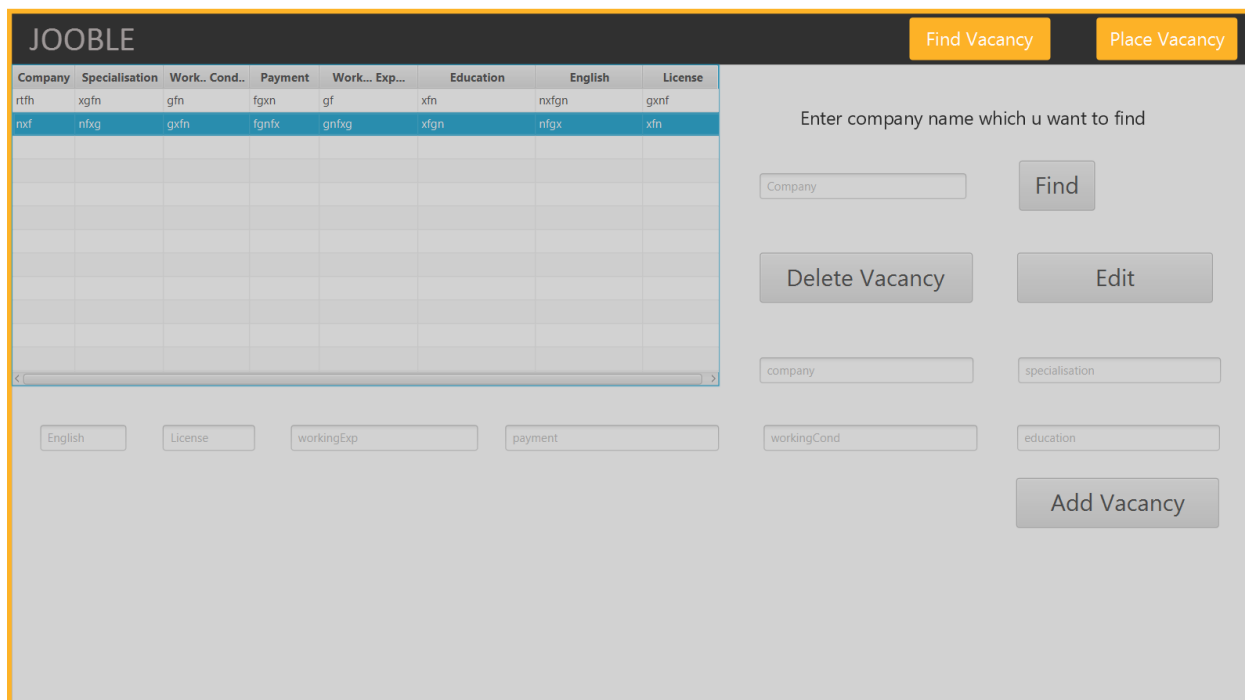 JOOBLE Find Vacancy Place Vacancy
Company Specialisation Work.. Cond.. Payment Work... Exp... Education English License
rtfh xgfn gfn fgxn gf xfn nxfgn gxnf
nxf nfxg gxfn fgnfx gnfxg xfgn nfgx xfn
Enter company name which u want to find
Company Find
Delete Vacancy Edit
company specialisation
English License workingExp payment workingCond education
Add Vacancy